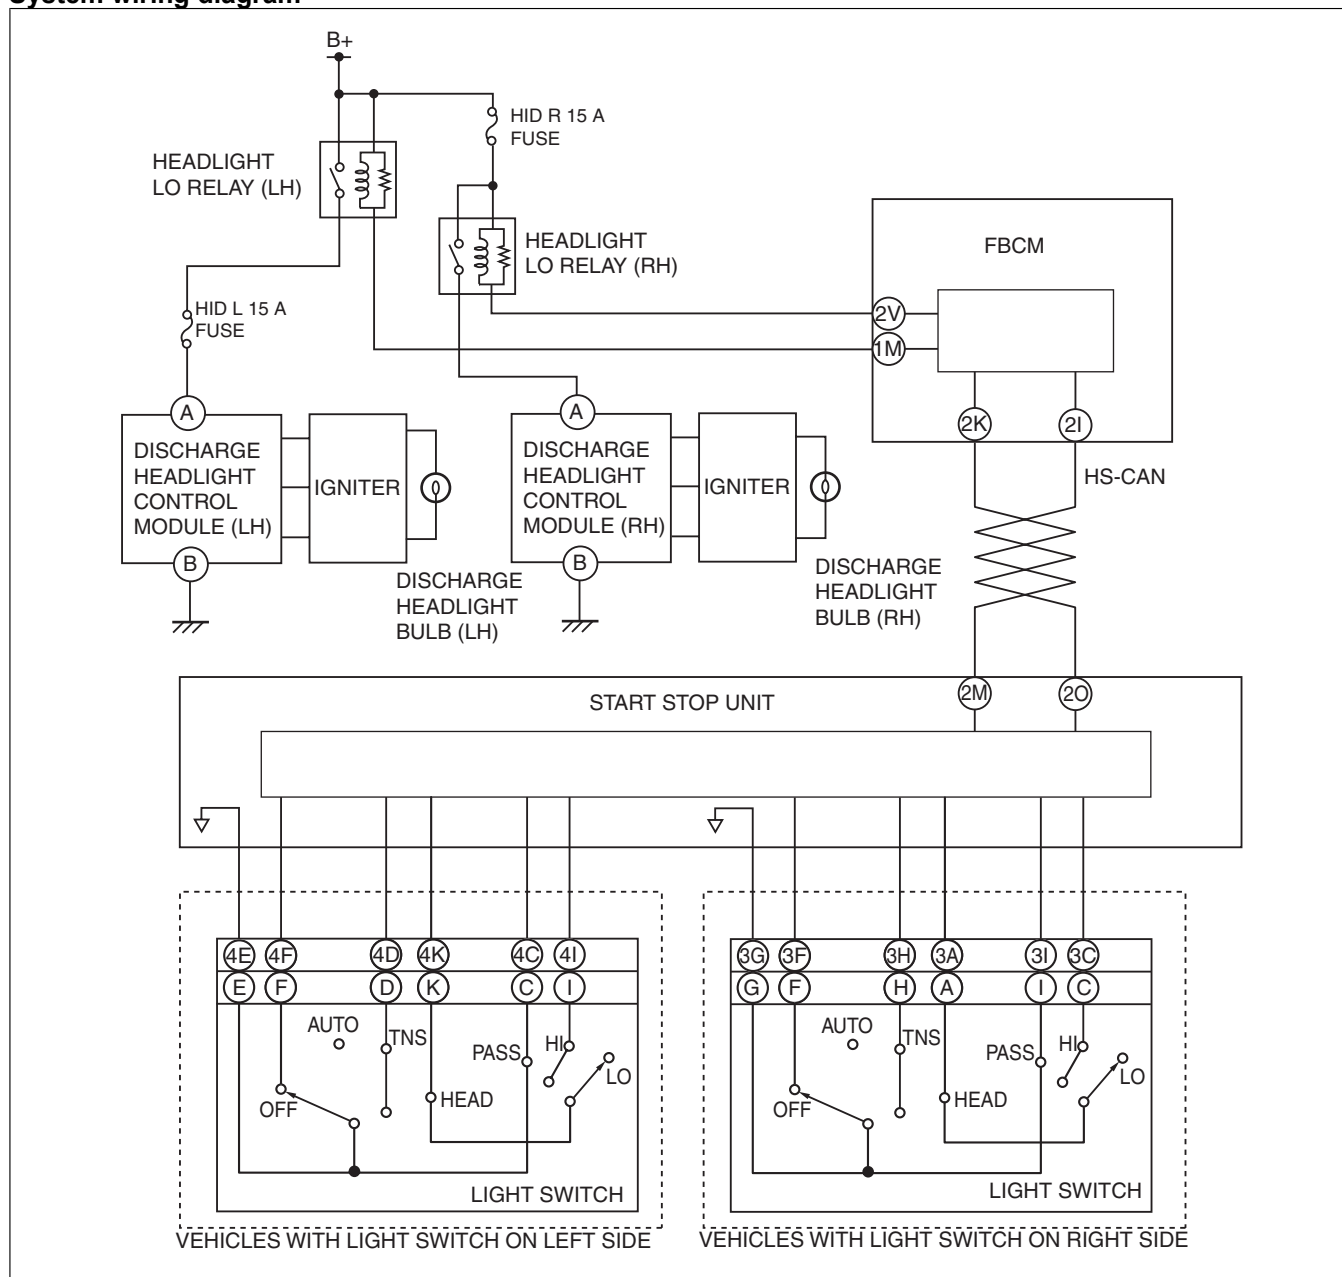 System wiring diagram
B+
HID R 15 A
FUSE
HEADLIGHT
LO RELAY (LH)
HEADLIGHT
LO RELAY (RH)
FBCM
HID L 15 A
FUSE
2V
1M
2K
2I
HS-CAN
A
DISCHARGE
HEADLIGHT
CONTROL
MODULE (LH)
B
IGNITER
DISCHARGE
HEADLIGHT
BULB (LH)
A
DISCHARGE
HEADLIGHT
CONTROL
MODULE (RH)
B
IGNITER
DISCHARGE
HEADLIGHT
BULB (RH)
START STOP UNIT
2M
2O
4E 4F 4D 4K 4C 4I
E F D K C I
AUTO
TNS
PASS
HI
LO
OFF
HEAD
LIGHT SWITCH
VEHICLES WITH LIGHT SWITCH ON LEFT SIDE
3G 3F 3H 3A 3I 3C
G F H A I C
AUTO
TNS
PASS
HI
LO
OFF
HEAD
LIGHT SWITCH
VEHICLES WITH LIGHT SWITCH ON RIGHT SIDE